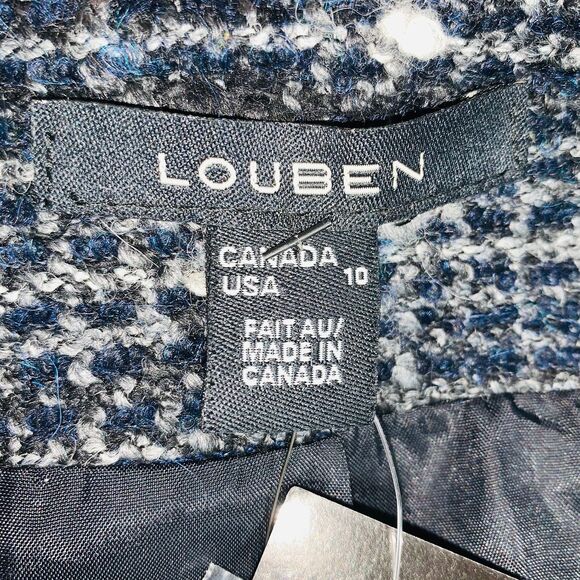 LOUBEN
CANADA
USA 10
FAIT AU/
MADE IN
CANADA